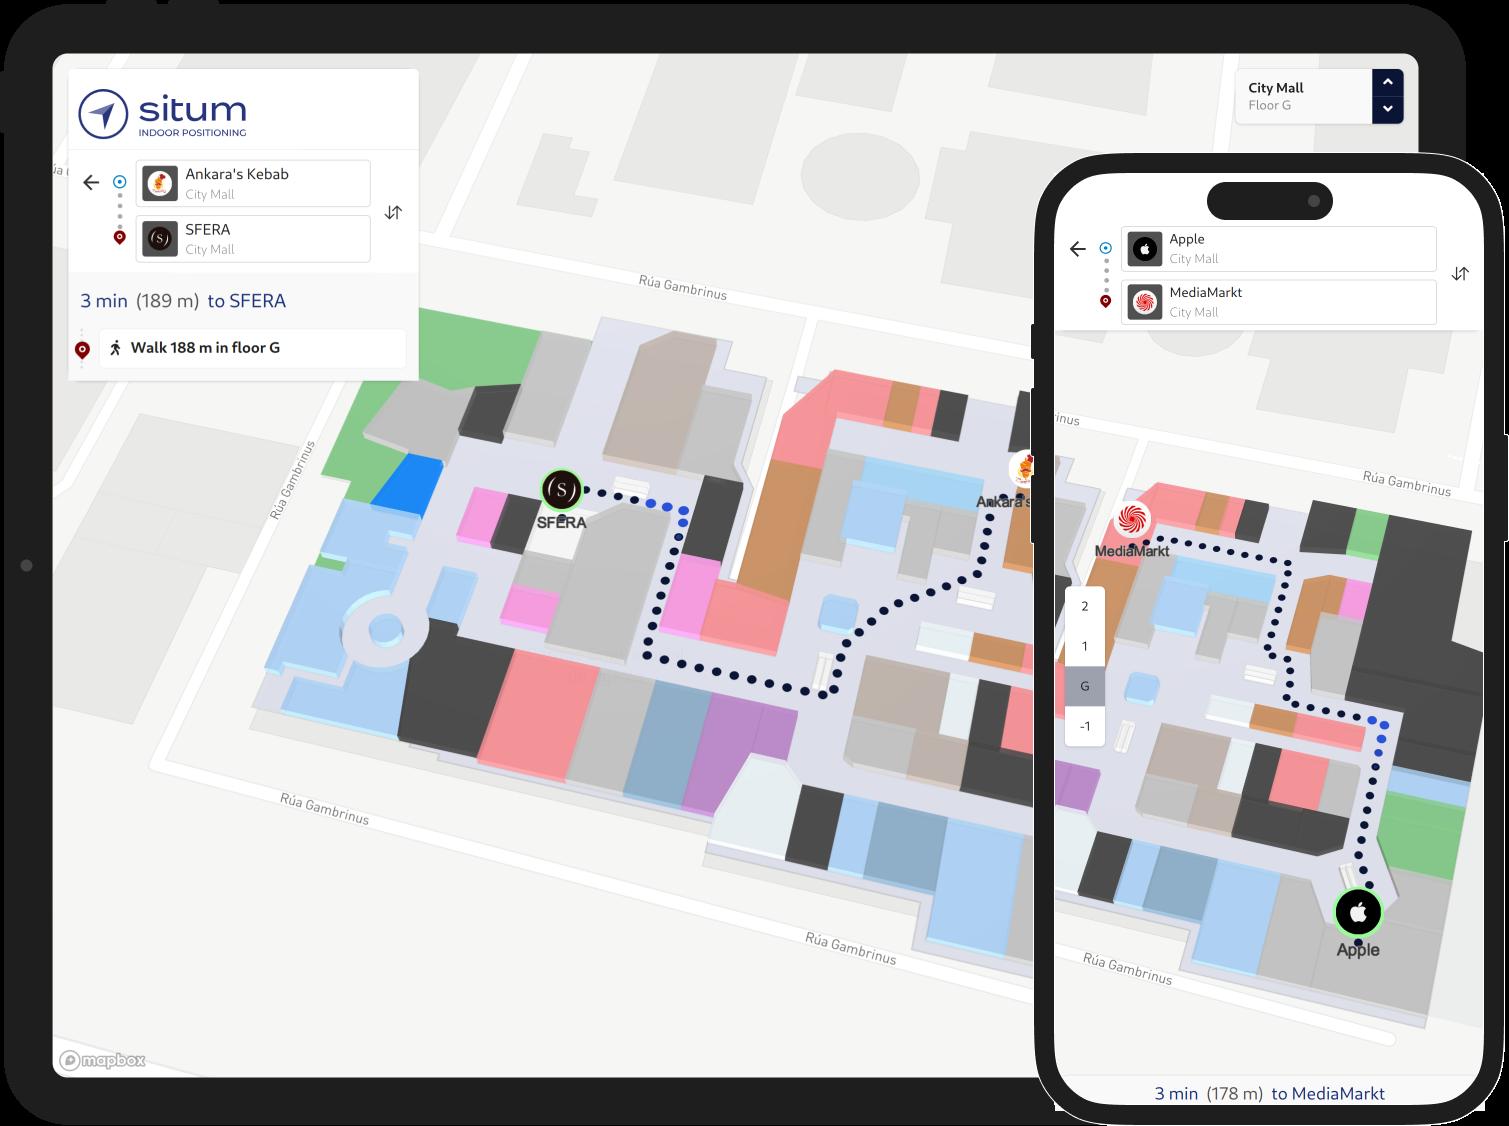 situm
INDOOR POSITIONING
Ankara's Kebab
City Mall
SFERA
City Mall
3 min (189 m) to SFERA
Walk 188 m in floor G
City Mall
Floor G
Rúa Gambrinus
Rúa Gambrinus
SFERA
Ankara's
Rúa Gambrinus
Rúa Gambrinus
mapbox
Apple
City Mall
MediaMarkt
City Mall
Rúa Gambrinus
MediaMarkt
2
1
G
-1
Apple
Rúa Gambrinus
3 min (178 m) to MediaMarkt